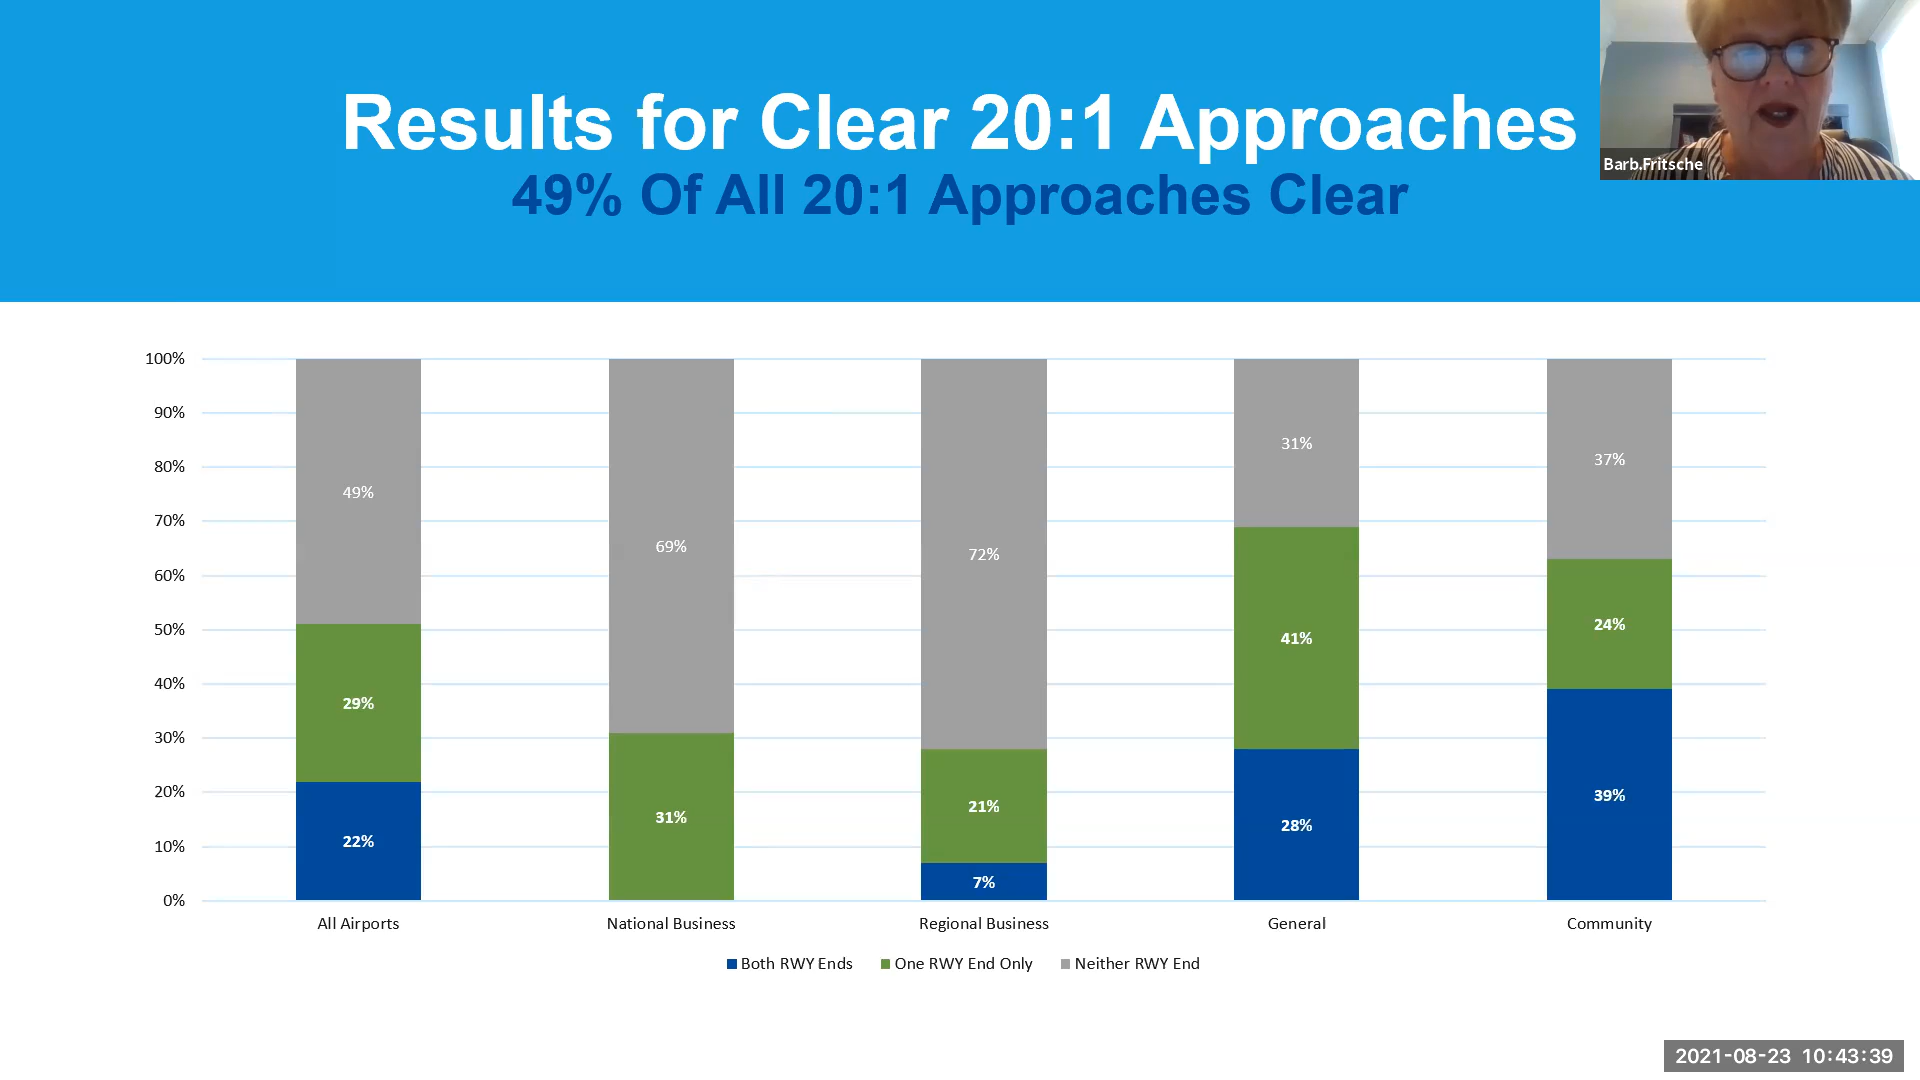 Results for Clear 20:1 Approaches
49% Of All 20:1 Approaches Clear
Barb.Fritsche
100%
90%
80%
70%
60%
50%
40%
30%
20%
10%
0%
49%
29%
22%
69%
31%
72%
21%
7%
31%
41%
28%
37%
24%
39%
All Airports
National Business
Regional Business
General
Community
Both RWY Ends
One RWY End Only
Neither RWY End
2021-08-23 10:43:39